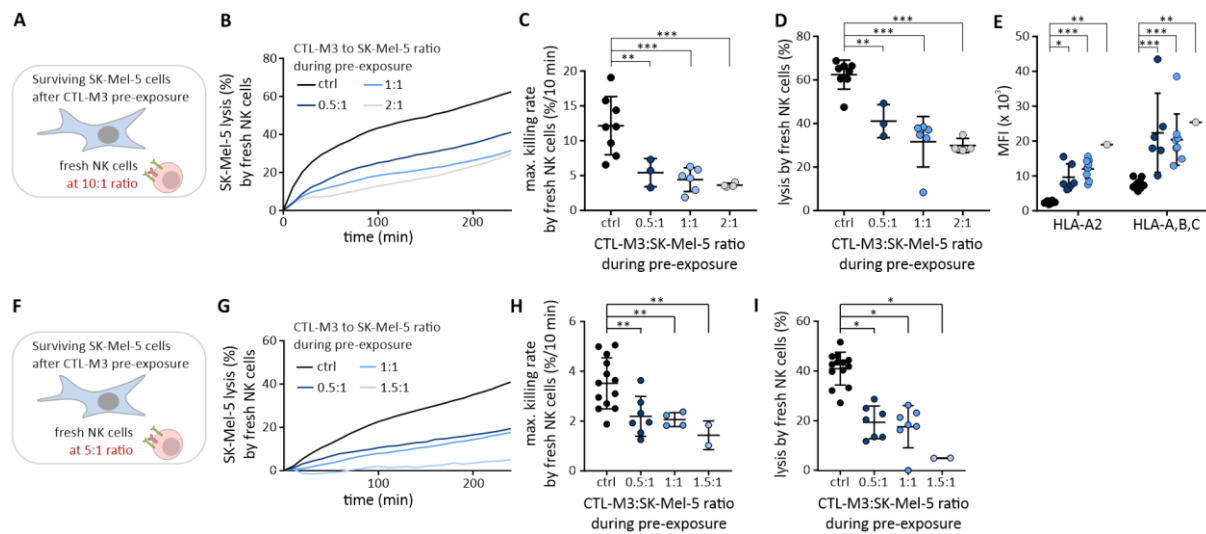 A
Surviving SK-Mel-5 cells
after CTL-M3 pre-exposure
fresh NK cells
at 10:1 ratio
B
SK-Mel-5 lysis (%)
by fresh NK cells
80
60
40
20
0
0
100
200
time (min)
CTL-M3 to SK-Mel-5 ratio
during pre-exposure
ctrl
1:1
0.5:1
2:1
C
max. killing rate
by fresh NK cells (%/10 min)
20
15
10
5
0
***
***
**
ctrl
0.5:1
1:1
2:1
CTL-M3:SK-Mel-5 ratio
during pre-exposure
D
lysis by fresh NK cells (%)
80
60
40
20
0
***
***
**
ctrl
0.5:1
1:1
2:1
CTL-M3:SK-Mel-5 ratio
during pre-exposure
E
MFI (x 10³)
50
40
30
20
10
0
**
***
*
**
***
***
HLA-A2
HLA-A,B,C
F
Surviving SK-Mel-5 cells
after CTL-M3 pre-exposure
fresh NK cells
at 5:1 ratio
G
SK-Mel-5 lysis (%)
by fresh NK cells
60
40
20
0
0
100
200
time (min)
CTL-M3 to SK-Mel-5 ratio
during pre-exposure
ctrl
1:1
0.5:1
1.5:1
H
max. killing rate
by fresh NK cells (%/10 min)
6
4
2
0
**
**
**
ctrl
0.5:1
1:1
1.5:1
CTL-M3:SK-Mel-5 ratio
during pre-exposure
I
lysis by fresh NK cells (%)
60
40
20
0
*
*
*
ctrl
0.5:1
1:1
1.5:1
CTL-M3:SK-Mel-5 ratio
during pre-exposure